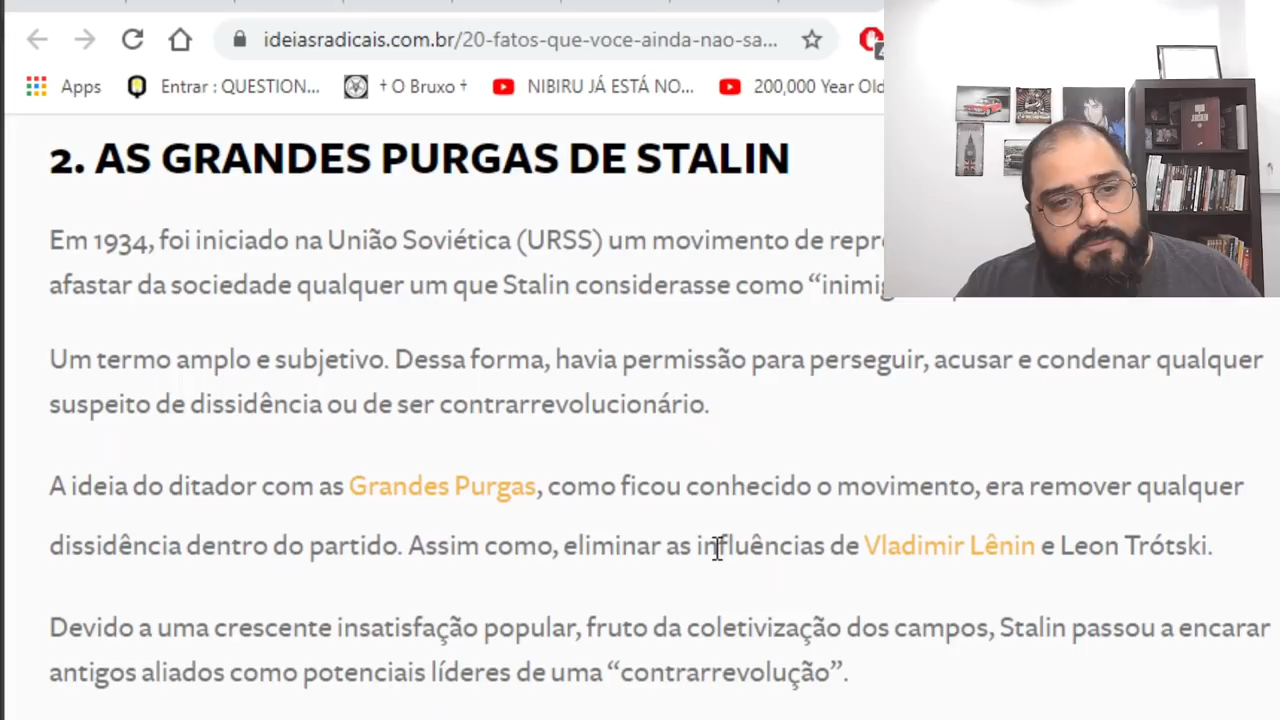 ideiasradicais.com.br/20-fatos-que-voce-ainda-nao-sa...
Apps Entrar : QUESTION... † O Bruxo † NIBIRU JÁ ESTÁ NO... 200,000 Year Old
2. AS GRANDES PURGAS DE STALIN
Em 1934, foi iniciado na União Soviética (URSS) um movimento de repr
afastar da sociedade qualquer um que Stalin considerasse como “inimig
Um termo amplo e subjetivo. Dessa forma, havia permissão para perseguir, acusar e condenar qualquer
suspeito de dissidência ou de ser contrarrevolucionário.
A ideia do ditador com as Grandes Purgas, como ficou conhecido o movimento, era remover qualquer
dissidência dentro do partido. Assim como, eliminar as influências de Vladimir Lênin e Leon Trótski.
Devido a uma crescente insatisfação popular, fruto da coletivização dos campos, Stalin passou a encarar
antigos aliados como potenciais líderes de uma “contrarrevolução”.